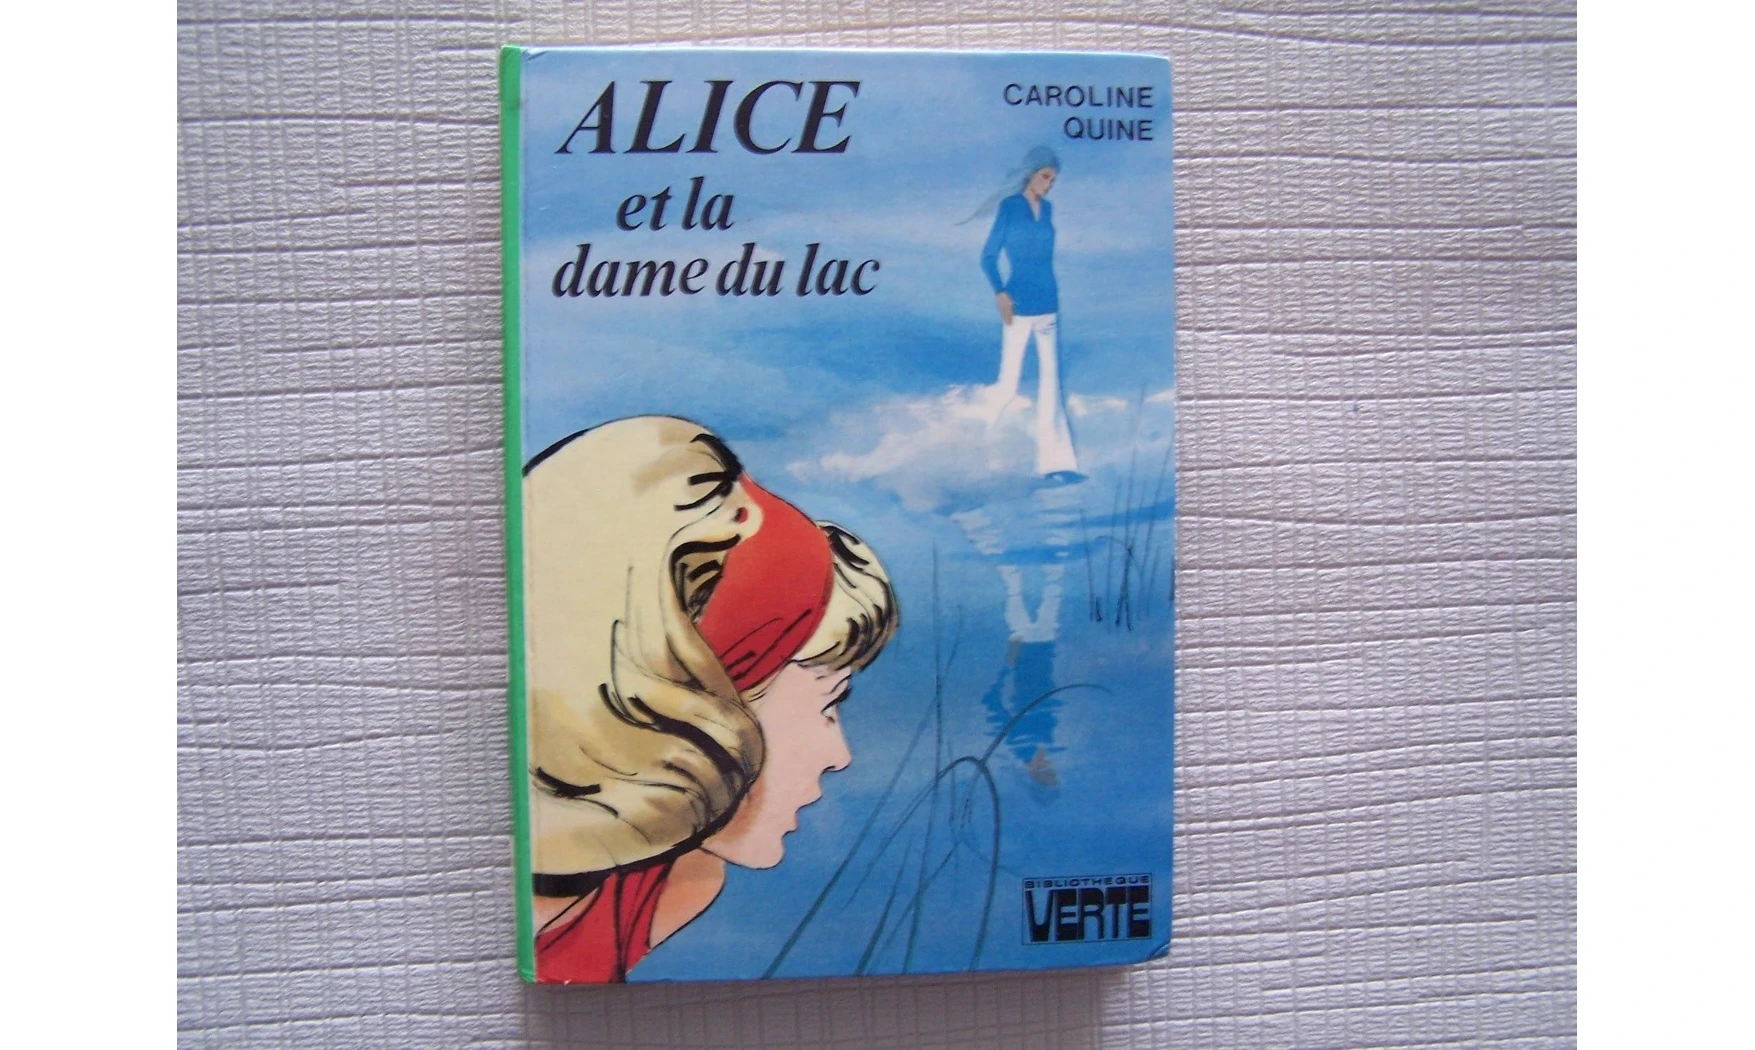 ALICE
et la
dame du lac
CAROLINE
QUINE
BIBLIOTHEQUE
VERTE